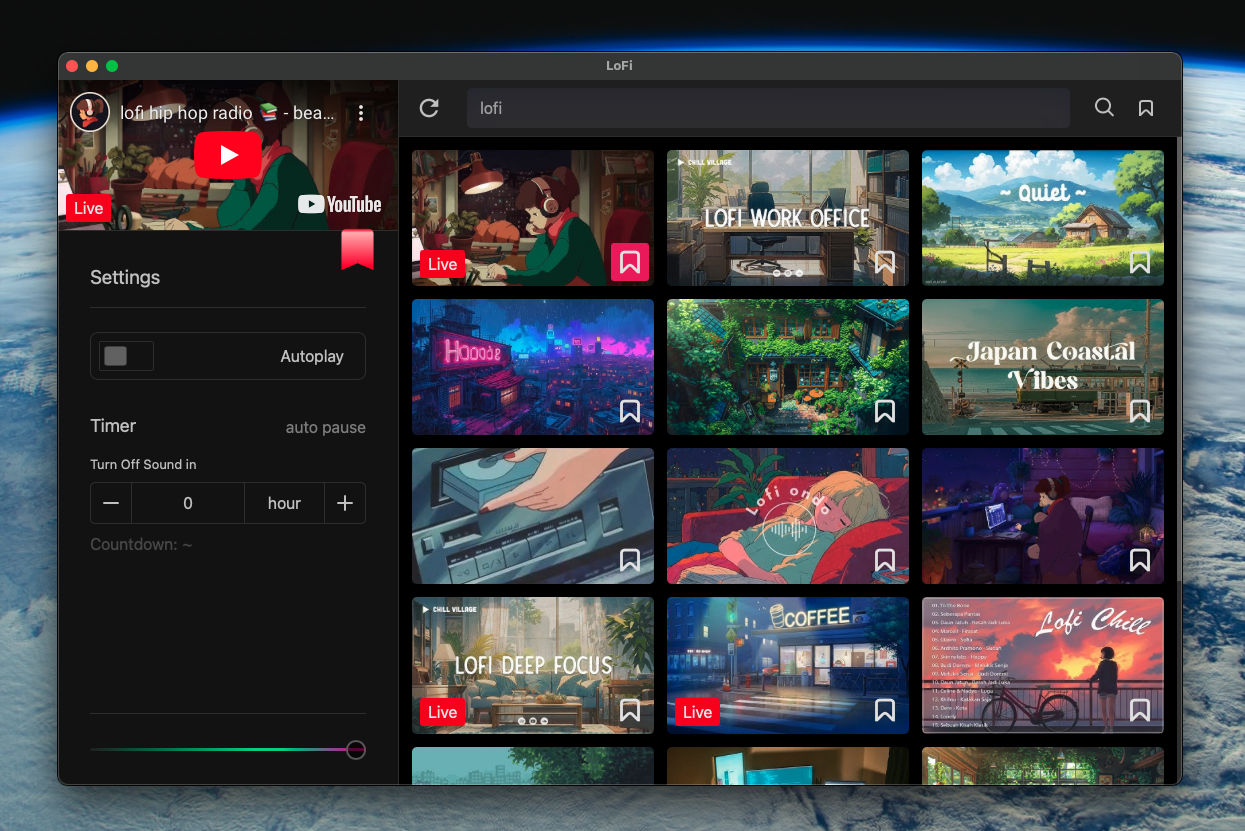 LoFi
lofi hip hop radio 📚 - bea...
Live
YouTube
lofi
Settings
Autoplay
Timer
auto pause
Turn Off Sound in
0
hour
Countdown: ~
Live
CHILL VILLAGE
LOFI WORK OFFICE
~ Quiet ~
Japan Coastal
Vibes
Lofi ondo
CHILL VILLAGE
LOFI DEEP FOCUS
Live
COFFEE
Live
Lofi Chill